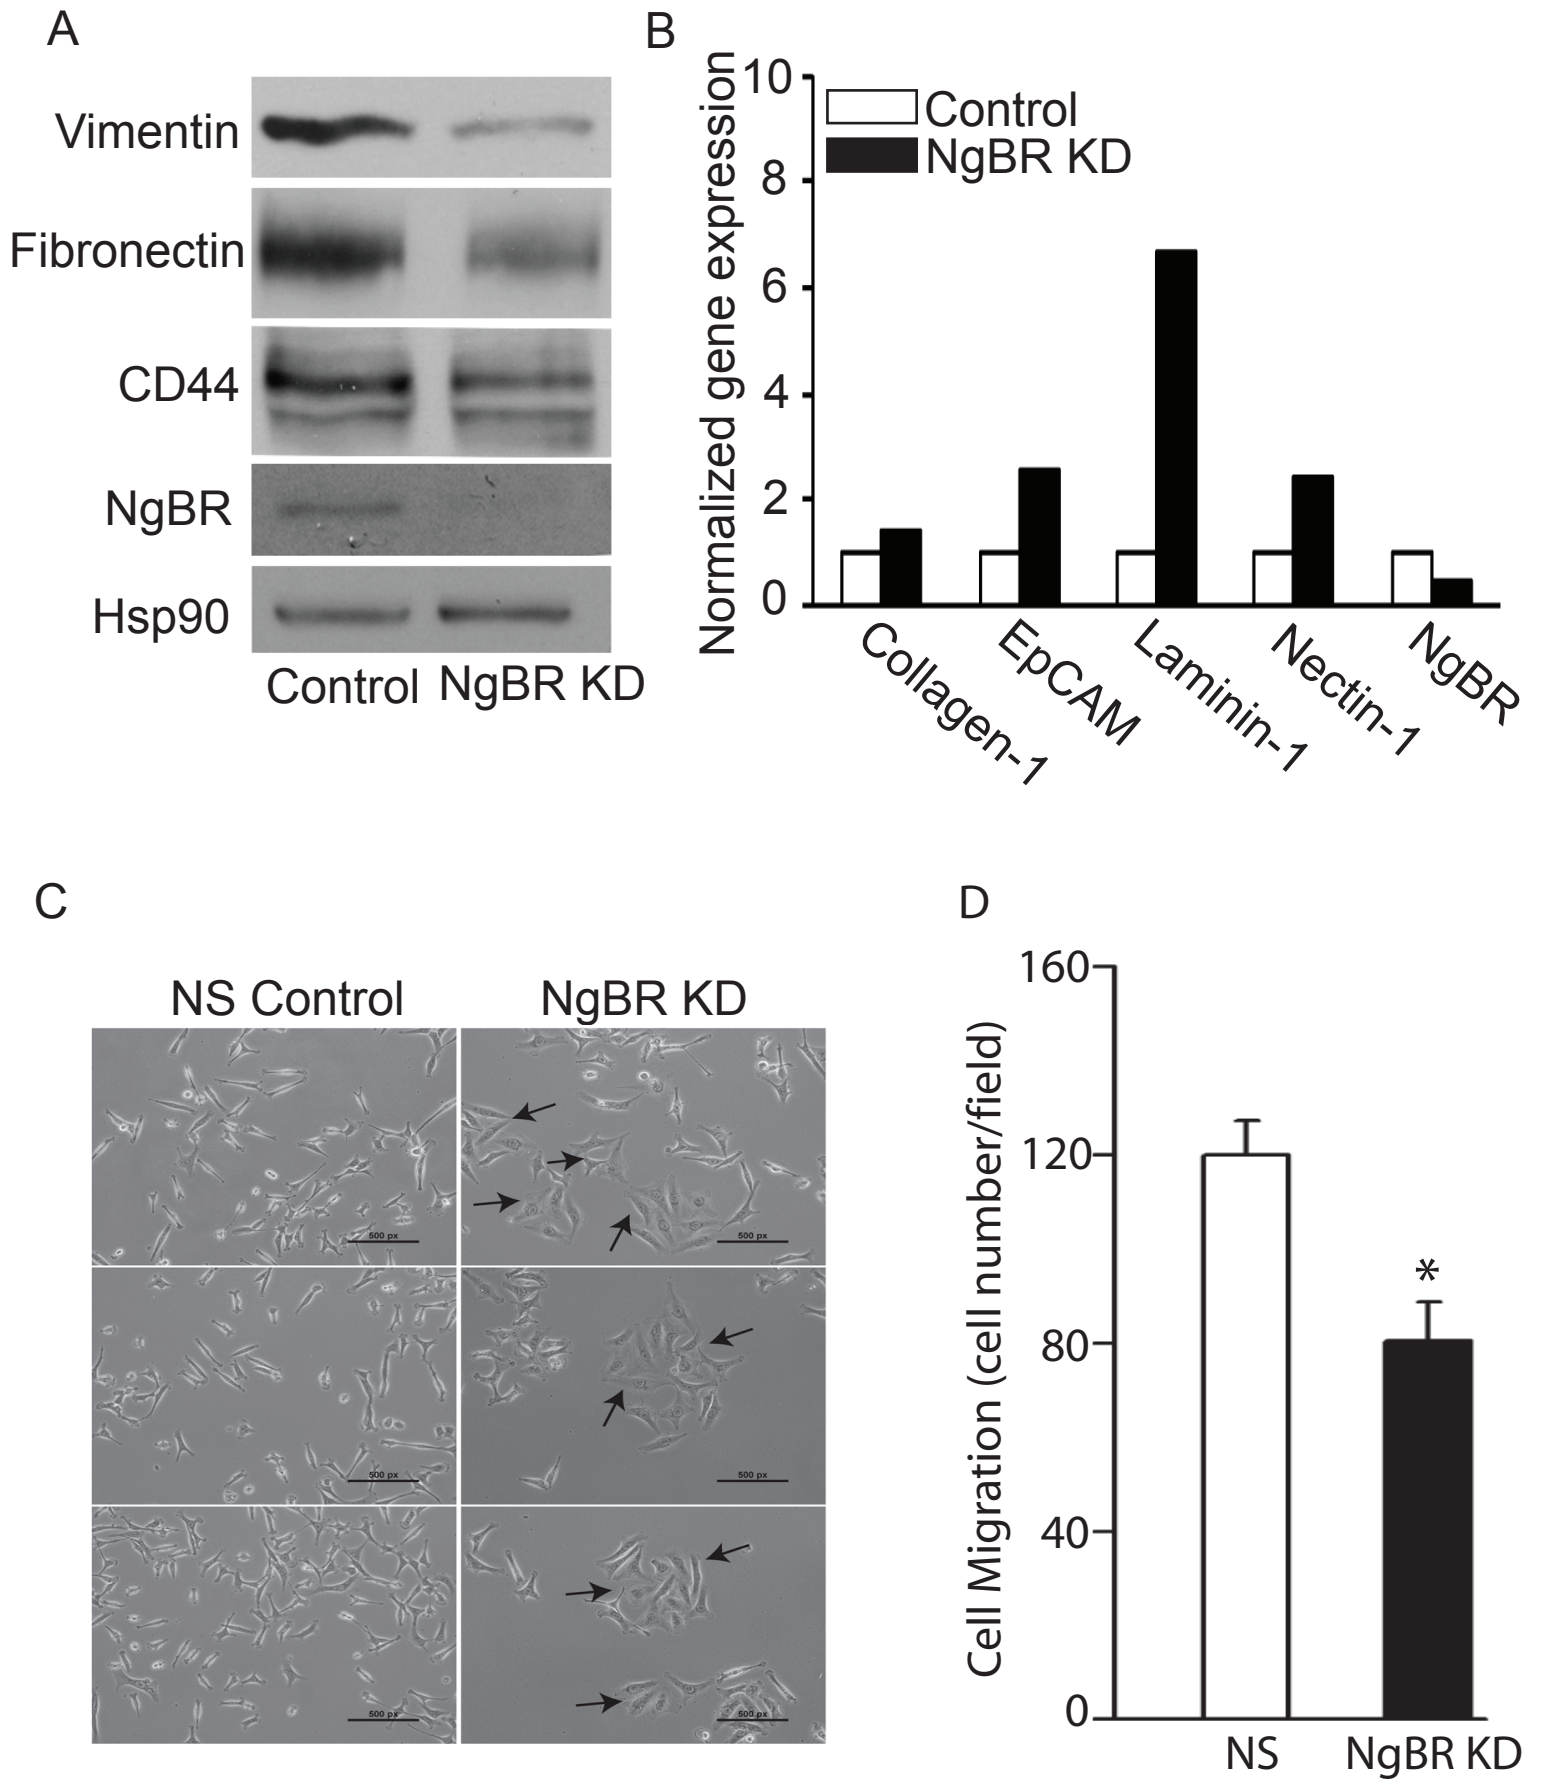 A
Vimentin
Fibronectin
CD44
NgBR
Hsp90
Control NgBR KD
B
Normalized gene expression
10
8
6
4
2
0
Control
NgBR KD
Collagen-1
EpCAM
Laminin-1
Nectin-1
NgBR
C
NS Control NgBR KD
500 px 500 px
500 px 500 px
500 px 500 px
D
Cell Migration (cell number/field)
160
120
80
40
0
*
NS NgBR KD